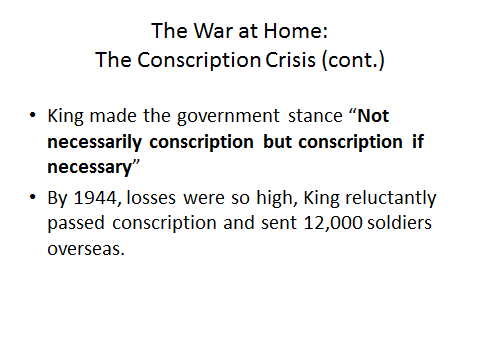 The War at Home:
The Conscription Crisis (cont.)
• King made the government stance “Not
necessarily conscription but conscription if
necessary”
• By 1944, losses were so high, King reluctantly
passed conscription and sent 12,000 soldiers
overseas.